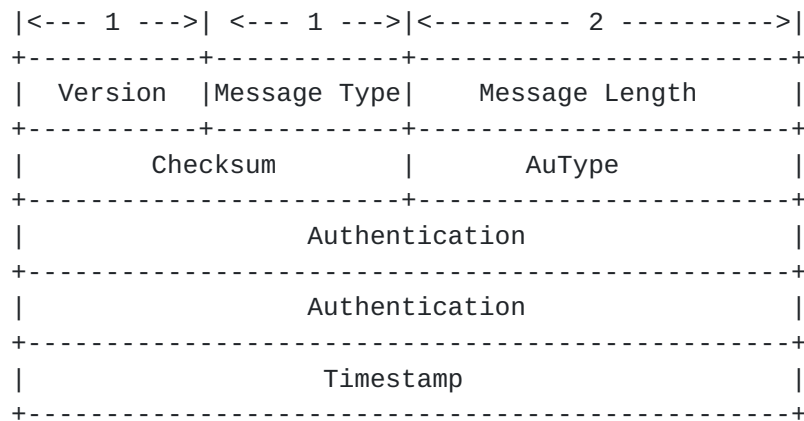 |<--- 1 --->| <--- 1 --->|<--------- 2 ---------->|
+-----------+------------+------------------------+
|  Version  |Message Type|    Message Length      |
+-----------+------------+------------------------+
|        Checksum        |       AuType           |
+------------------------+------------------------+
|                  Authentication                 |
+-------------------------------------------------+
|                  Authentication                 |
+-------------------------------------------------+
|                   Timestamp                     |
+-------------------------------------------------+